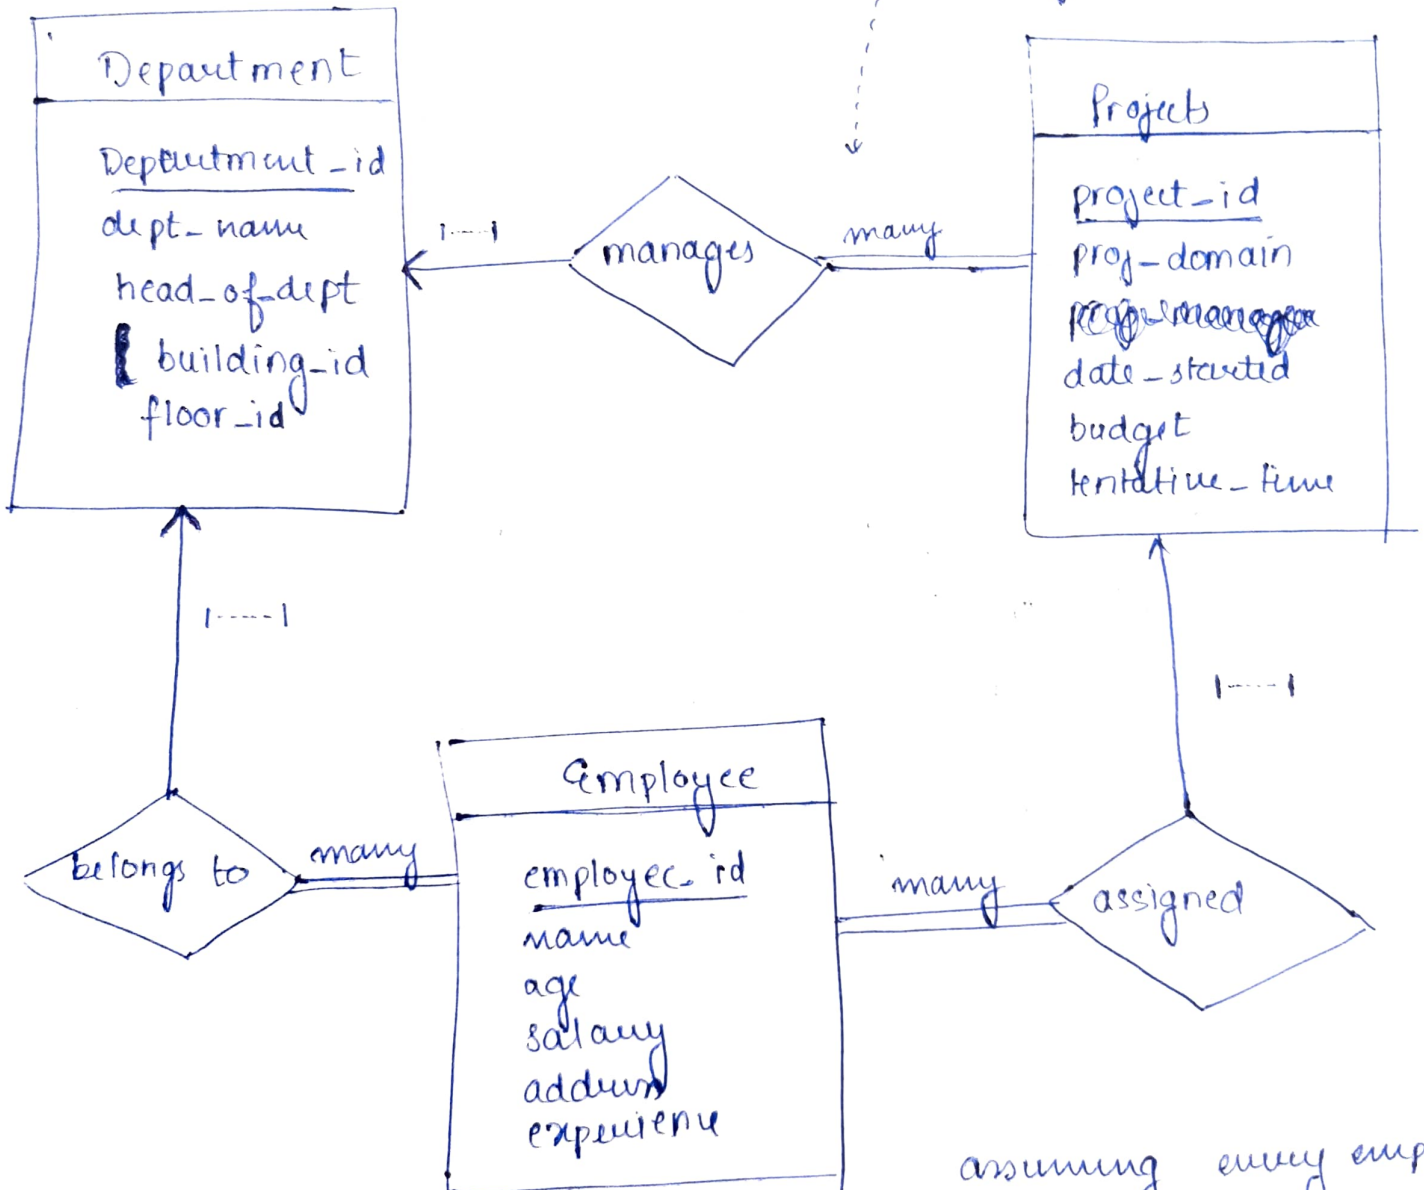 Department
Department_id
dept_name
head_of_dept
building_id
floor_id
1----1
manages
many
Projects
project_id
proj_domain
date_started
budget
tentative_time
1-----1
1----1
belongs to
many
Employee
employee_id
name
age
salary
address
experience
many
assigned
assuming every emp